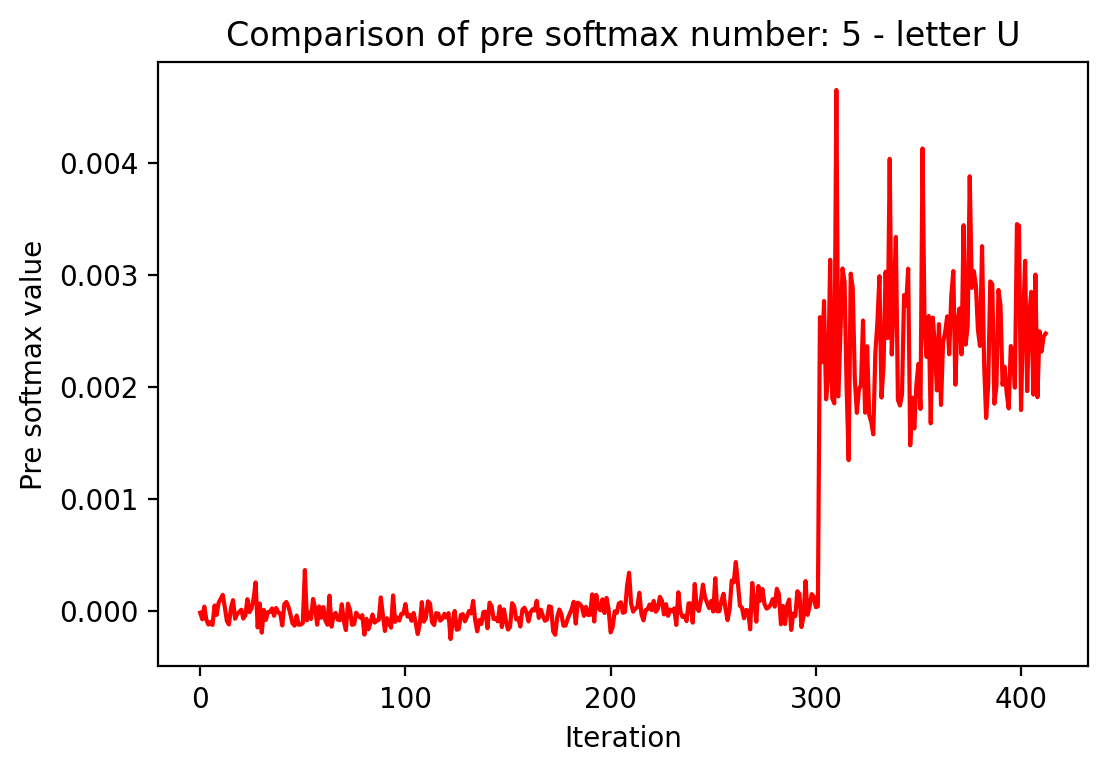 Comparison of pre softmax number: 5 - letter U
Pre softmax value
0.004
0.003
0.002
0.001
0.000
0 100 200 300 400
Iteration